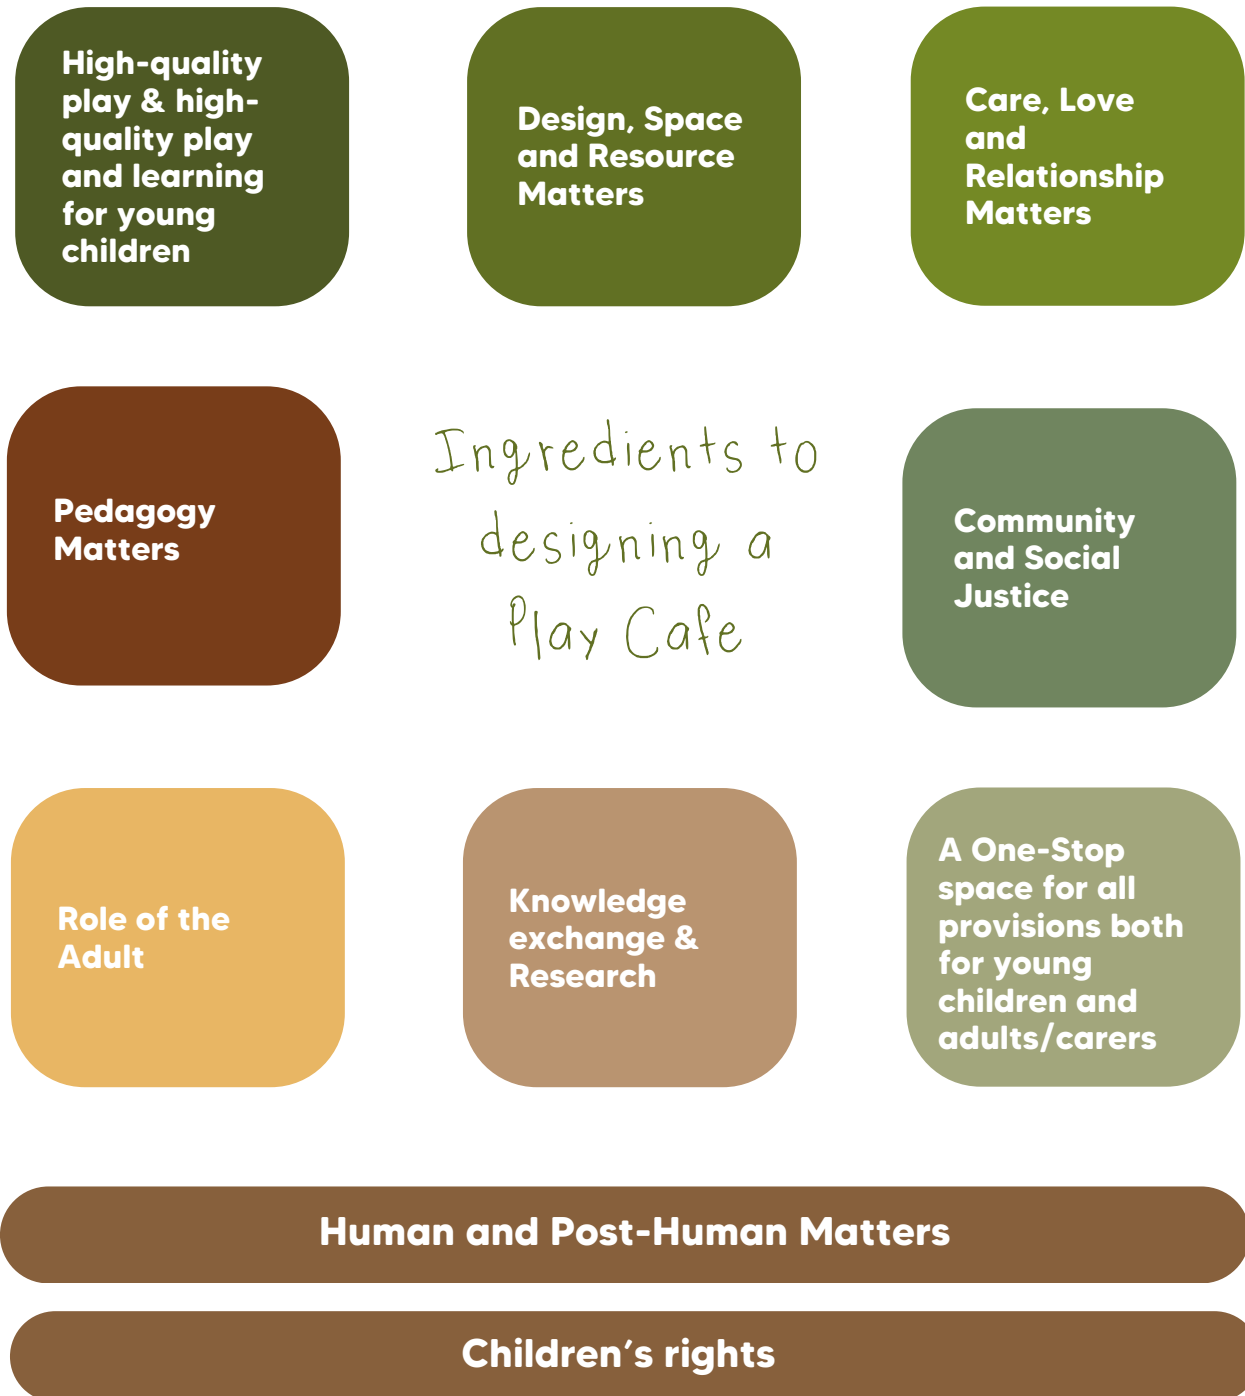 High-quality
play & high-
quality play
and learning
for young
children
Design, Space
and Resource
Matters
Care, Love
and
Relationship
Matters
Pedagogy
Matters
Ingredients to
designing a
Play Cafe
Community
and Social
Justice
Role of the
Adult
Knowledge
exchange &
Research
A One-Stop
space for all
provisions both
for young
children and
adults/carers
Human and Post-Human Matters
Children's rights